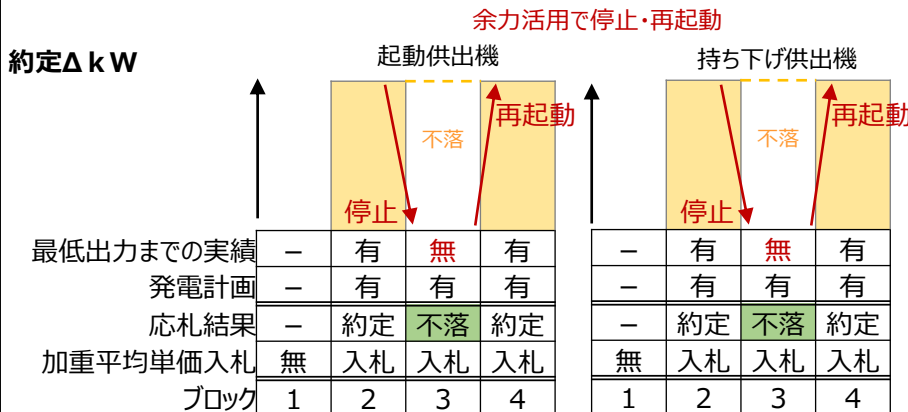 余力活用で停止・再起動
約定ΔｋW
起動供出機
持ち下げ供出機
再起動
再起動
不落
不落
停止
停止
最低出力までの実績 － 有 無 有 － 有 無 有
発電計画 － 有 有 有 － 有 有 有
応札結果 － 約定 不落 約定 － 約定 不落 約定
加重平均単価入札 無 入札 入札 入札 無 入札 入札 入札
ブロック 1 2 3 4 1 2 3 4